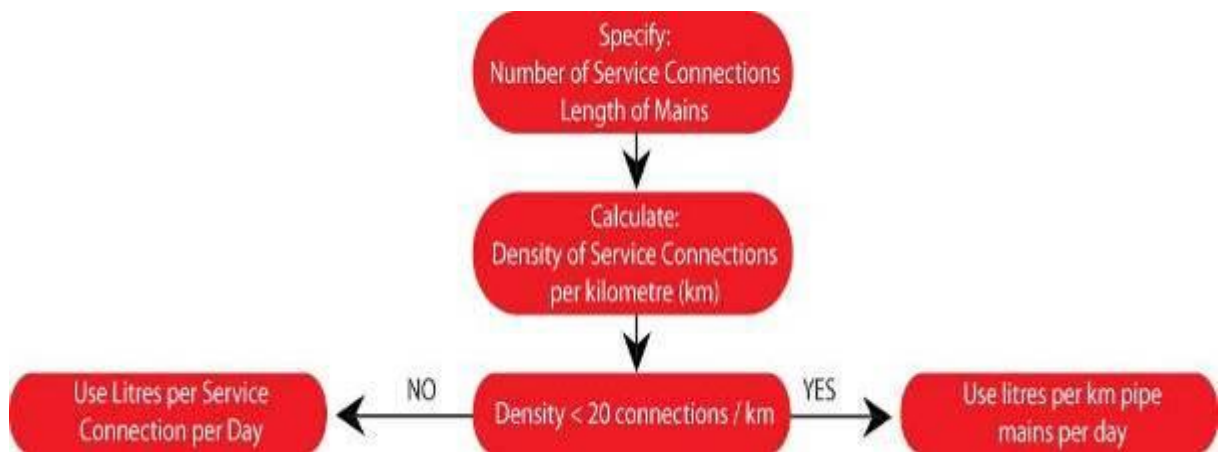 Specify:
Number of Service Connections
Length of Mains
Calculate:
Density of Service Connections
per kilometre (km)
NO
YES
Use Litres per Service
Connection per Day
Density < 20 connections / km
Use litres per km pipe
mains per day